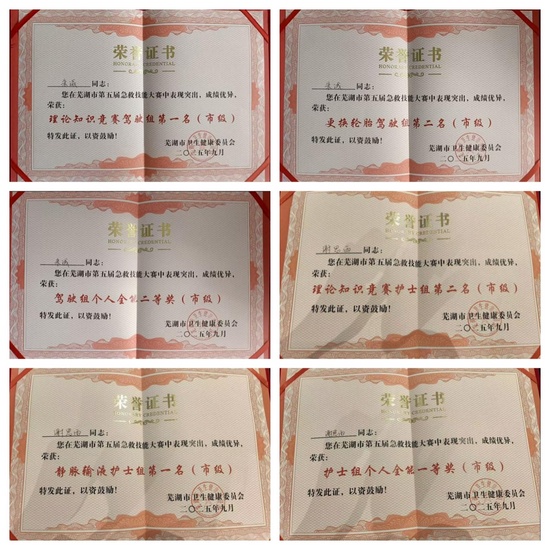 荣誉证书
HONORARY CREDENTIAL
同志：
您在芜湖市第五届急救技能大赛中表现突出，成绩优异，
荣获：
理论知识竞赛驾驶组第一名（市级）
特发此证，以资鼓励！
芜湖市卫生健康委员会
二〇二五年九月
荣誉证书
HONORARY CREDENTIAL
同志：
您在芜湖市第五届急救技能大赛中表现突出，成绩优异，
荣获：
更换轮胎驾驶组第二名（市级）
特发此证，以资鼓励！
芜湖市卫生健康委员会
二〇二五年九月
荣誉证书
HONORARY CREDENTIAL
同志：
您在芜湖市第五届急救技能大赛中表现突出，成绩优异，
荣获：
驾驶组个人全能二等奖（市级）
特发此证，以资鼓励！
芜湖市卫生健康委员会
二〇二五年九月
荣誉证书
HONORARY CREDENTIAL
谢思雨 同志：
您在芜湖市第五届急救技能大赛中表现突出，成绩优异，
荣获：
理论知识竞赛护士组第二名（市级）
特发此证，以资鼓励！
芜湖市卫生健康委员会
二〇二五年九月
荣誉证书
HONORARY CREDENTIAL
谢思雨 同志：
您在芜湖市第五届急救技能大赛中表现突出，成绩优异，
荣获：
静脉输液护士组第一名（市级）
特发此证，以资鼓励！
芜湖市卫生健康委员会
二〇二五年九月
荣誉证书
HONORARY CREDENTIAL
谢思雨 同志：
您在芜湖市第五届急救技能大赛中表现突出，成绩优异，
荣获：
护士组个人全能一等奖（市级）
特发此证，以资鼓励！
芜湖市卫生健康委员会
二〇二五年九月